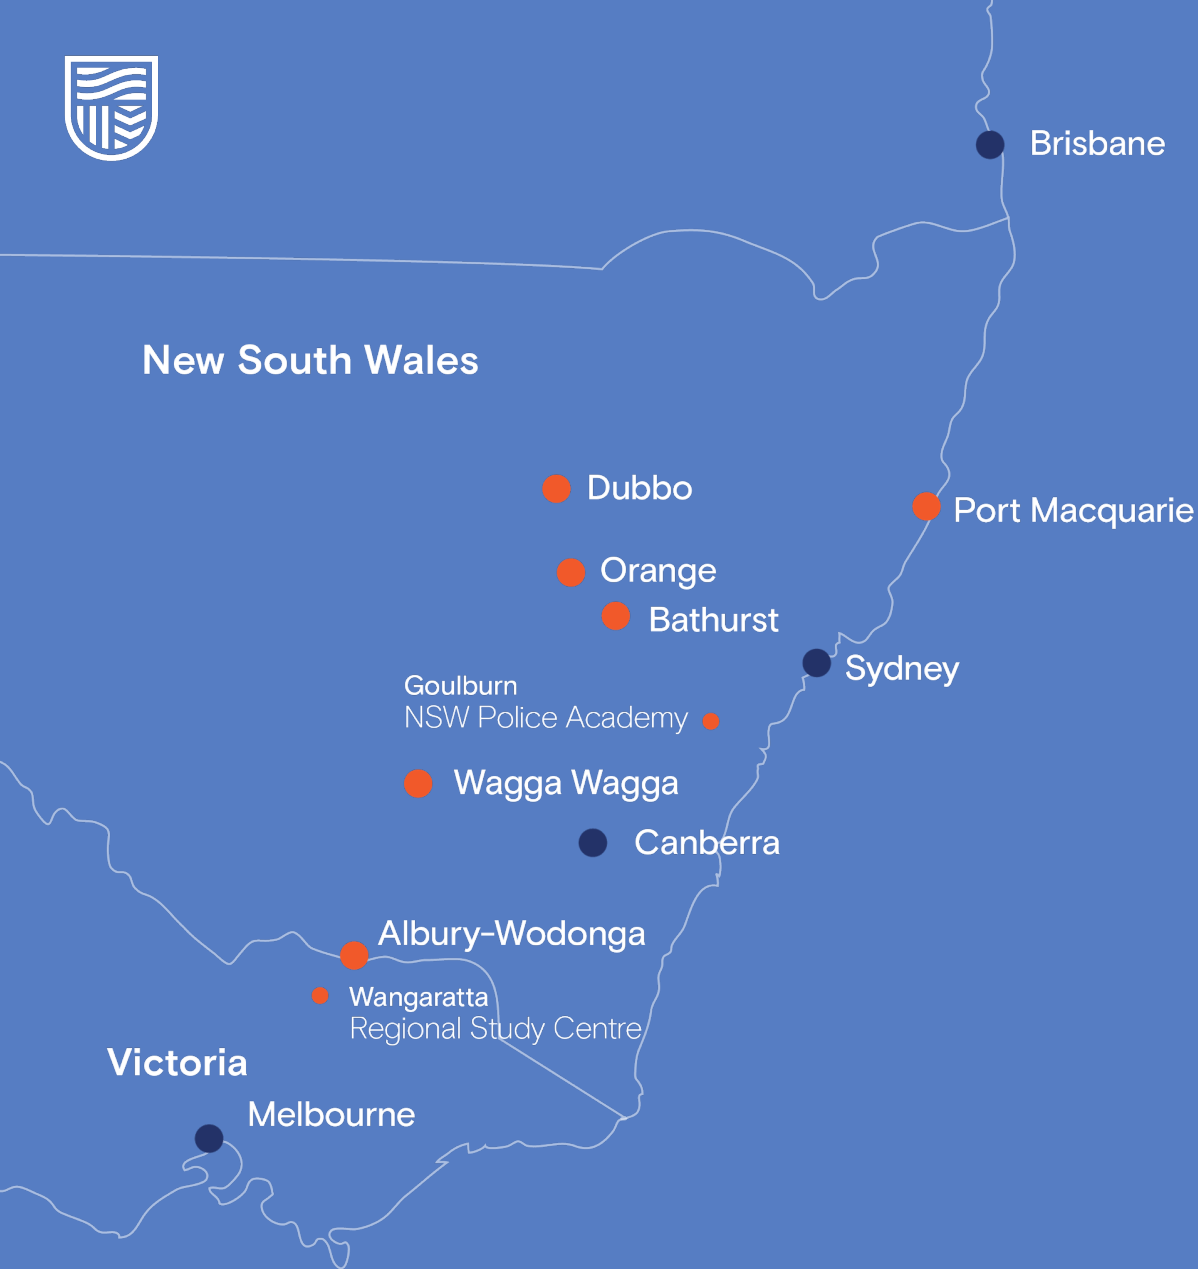 Brisbane
New South Wales
Dubbo
Port Macquarie
Orange
Bathurst
Sydney
Goulburn
NSW Police Academy
Wagga Wagga
Canberra
Albury-Wodonga
Wangaratta
Regional Study Centre
Victoria
Melbourne